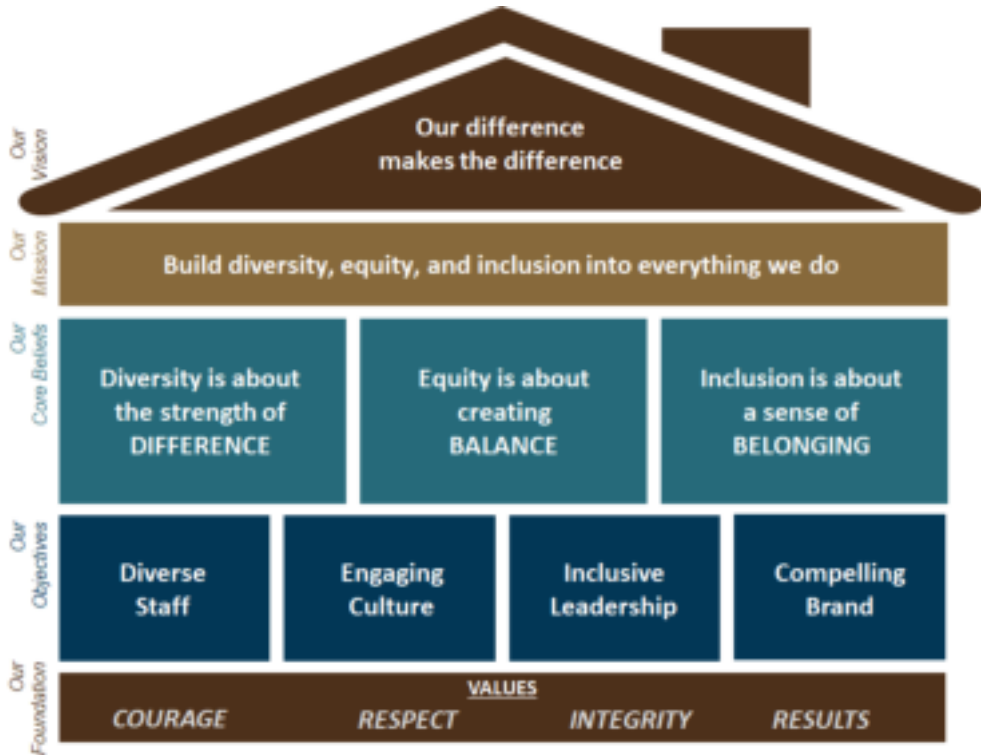 Our
Vision
Our difference
makes the difference
Our
Mission
Build diversity, equity, and inclusion into everything we do
Our
Core Beliefs
Diversity is about
the strength of
DIFFERENCE
Equity is about
creating
BALANCE
Inclusion is about
a sense of
BELONGING
Our
Objectives
Diverse
Staff
Engaging
Culture
Inclusive
Leadership
Compelling
Brand
Our
Foundation
VALUES
COURAGE RESPECT INTEGRITY RESULTS